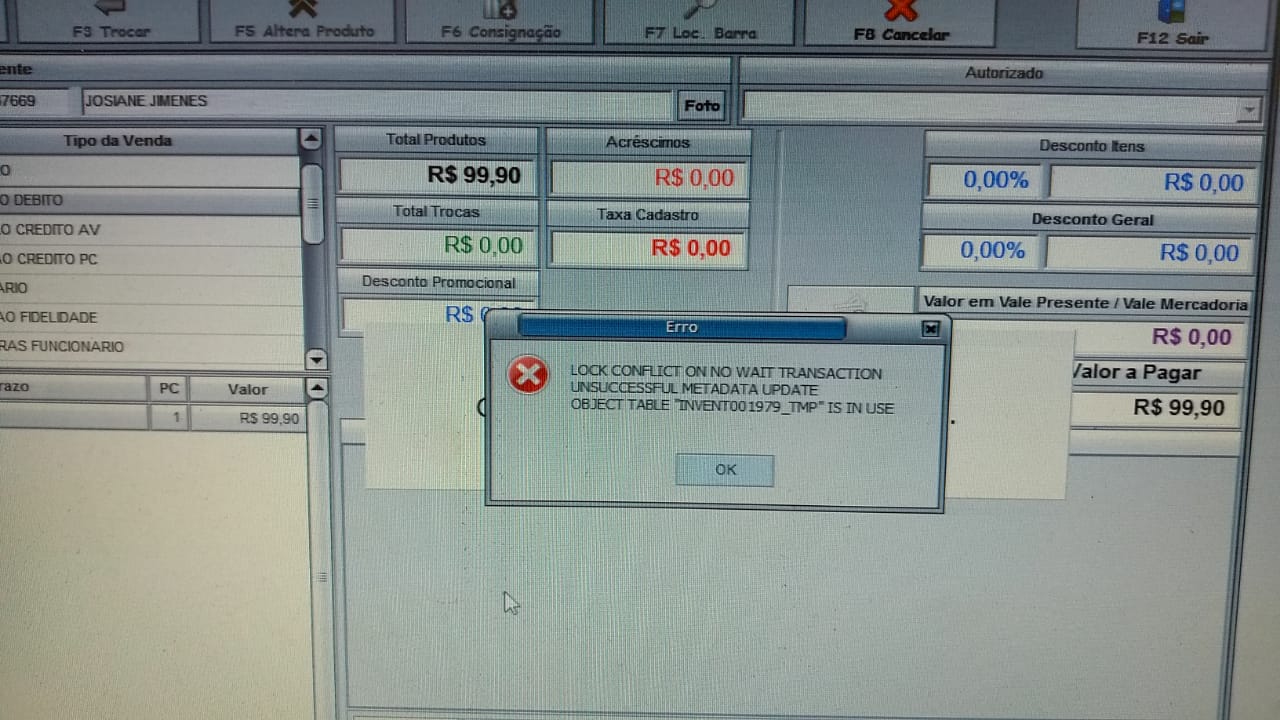 F3 Trocar
F5 Altera Produto
F6 Consignação
F7 Loc. Barra
F8 Cancelar
F12 Sair
ente
Autorizado
7669
JOSIANE JIMENES
Foto
Tipo da Venda
O
O DEBITO
O CREDITO AV
AO CREDITO PC
ARIO
AO FIDELIDADE
RAS FUNCIONARIO
razo
PC
Valor
1
R$ 99,90
Total Produtos
R$ 99,90
Acréscimos
R$ 0,00
Total Trocas
R$ 0,00
Taxa Cadastro
R$ 0,00
Desconto Promocional
R$ 0
Desconto Itens
0,00%
R$ 0,00
Desconto Geral
0,00%
R$ 0,00
Valor em Vale Presente / Vale Mercadoria
R$ 0,00
Valor a Pagar
R$ 99,90
Erro
LOCK CONFLICT ON NO WAIT TRANSACTION
UNSUCCESSFUL METADATA UPDATE
OBJECT TABLE "INVENT001979_TMP" IS IN USE
OK